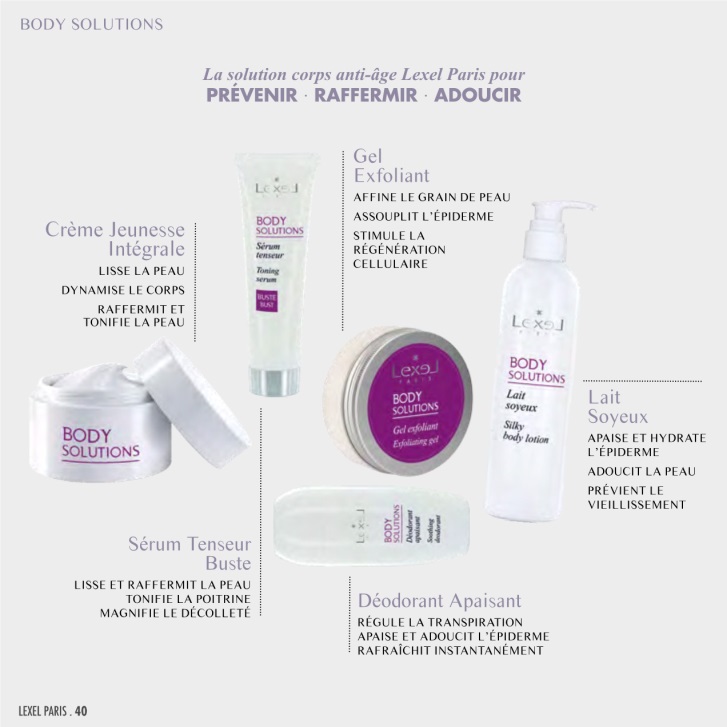 BODY SOLUTIONS
La solution corps anti-âge Lexel Paris pour
PRÉVENIR · RAFFERMIR · ADOUCIR
Gel
Exfoliant
AFFINE LE GRAIN DE PEAU
ASSOUPLIT L'ÉPIDERME
STIMULE LA
RÉGÉNÉRATION
CELLULAIRE
Crème Jeunesse
Intégrale
LISSE LA PEAU
DYNAMISE LE CORPS
RAFFERMIT ET
TONIFIE LA PEAU
Lexel
BODY
SOLUTIONS
Sérum
tenseur
Toning
serum
BUSTE
BUST
Lexel
PARIS
BODY
SOLUTIONS
Gel exfoliant
Exfoliating gel
Lexel
PARIS
BODY
SOLUTIONS
Lait
soyeux
Silky
body lotion
BODY
SOLUTIONS
Lait
Soyeux
APAISE ET HYDRATE
L'ÉPIDERME
ADOUCIT LA PEAU
PRÉVIENT LE
VIEILLISSEMENT
Lexel
BODY
SOLUTIONS
Déodorant
apaisant
Soothing
deodorant
Sérum Tenseur
Buste
LISSE ET RAFFERMIT LA PEAU
TONIFIE LA POITRINE
MAGNIFIE LE DÉCOLLETÉ
Déodorant Apaisant
RÉGULE LA TRANSPIRATION
APAISE ET ADOUCIT L'ÉPIDERME
RAFRAÎCHIT INSTANTANÉMENT
LEXEL PARIS . 40